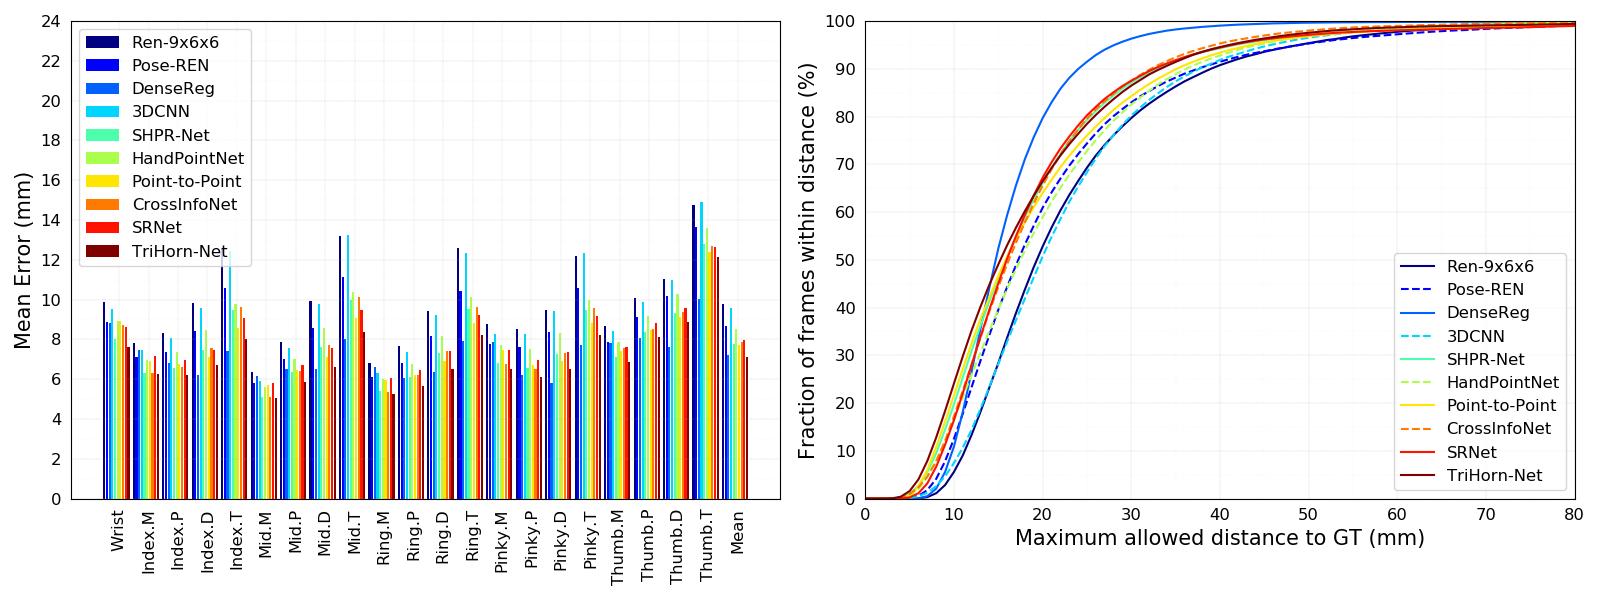 24
22
20
18
16
14
12
10
8
6
4
2
0
Mean Error (mm)
Ren-9x6x6
Pose-REN
DenseReg
3DCNN
SHPR-Net
HandPointNet
Point-to-Point
CrossInfoNet
SRNet
TriHorn-Net
Wrist
Index.M
Index.P
Index.D
Index.T
Mid.M
Mid.P
Mid.D
Mid.T
Ring.M
Ring.P
Ring.D
Ring.T
Pinky.M
Pinky.P
Pinky.D
Pinky.T
Thumb.M
Thumb.P
Thumb.D
Thumb.T
Mean
100
90
80
70
60
50
40
30
20
10
0
Fraction of frames within distance (%)
Ren-9x6x6
Pose-REN
DenseReg
3DCNN
SHPR-Net
HandPointNet
Point-to-Point
CrossInfoNet
SRNet
TriHorn-Net
0 10 20 30 40 50 60 70 80
Maximum allowed distance to GT (mm)